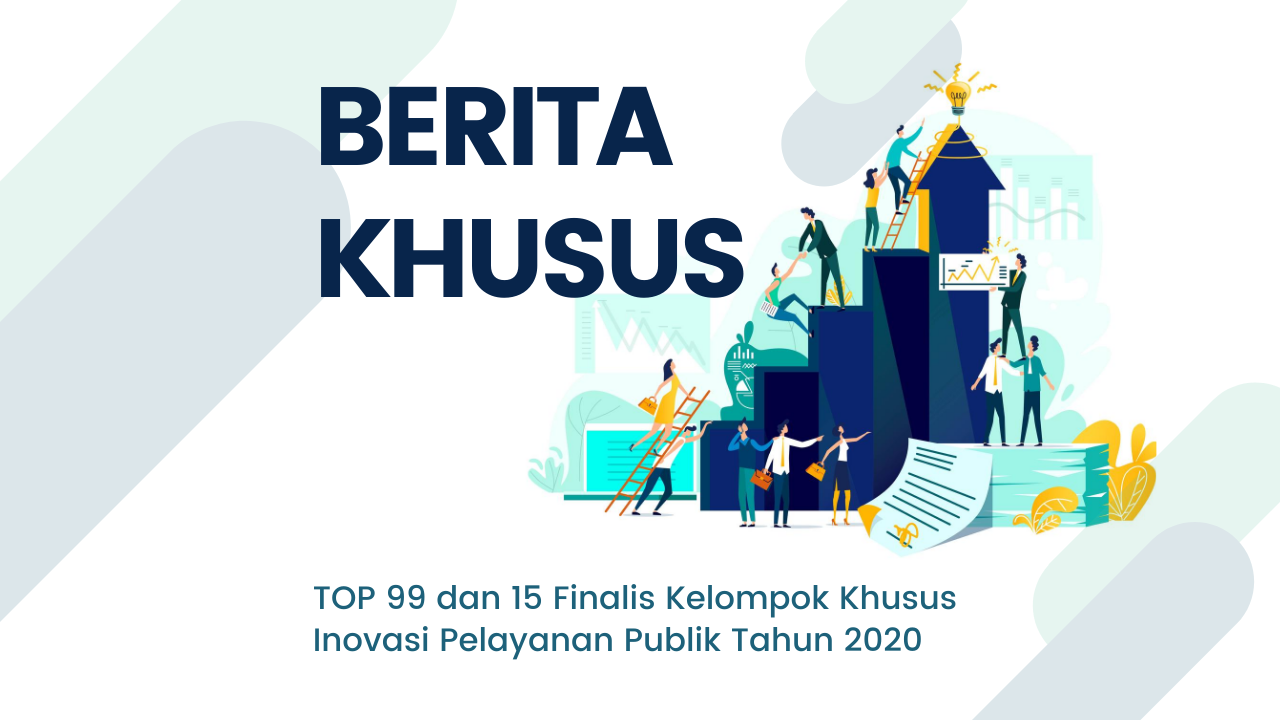 BERITA
KHUSUS
TOP 99 dan 15 Finalis Kelompok Khusus
Inovasi Pelayanan Publik Tahun 2020